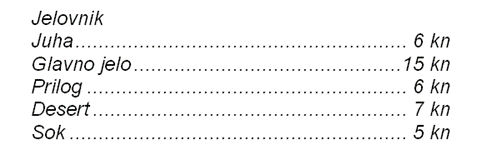 Jelovnik
Juha.................................................... 6 kn
Glavno jelo..........................................15 kn
Prilog .................................................. 6 kn
Desert................................................. 7 kn
Sok ..................................................... 5 kn